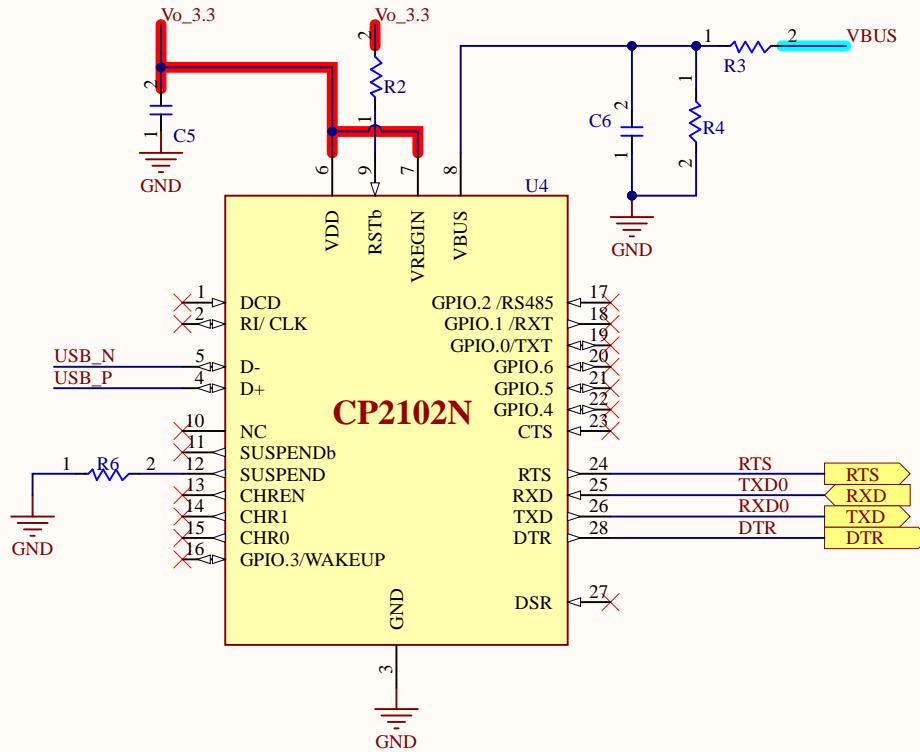 Vo_3.3
Vo_3.3
VBUS
2
1
C5
GND
2
R2
1
1
R3
2
2
C6
1
1
R4
2
GND
6
9
7
8
U4
VDD
RSTb
VREGIN
VBUS
1 DCD
2 RI/ CLK
USB_N 5 D-
USB_P 4 D+
10 NC
11 SUSPENDb
1 R6 2 12 SUSPEND
GND
13 CHREN
14 CHR1
15 CHR0
16 GPIO.3/WAKEUP
CP2102N
GPIO.2 /RS485 17
GPIO.1 /RXT 18
GPIO.0/TXT 19
GPIO.6 20
GPIO.5 21
GPIO.4 22
CTS 23
RTS 24 RTS RTS
RXD 25 TXD0 RXD
TXD 26 RXD0 TXD
DTR 28 DTR DTR
DSR 27
GND
3
GND